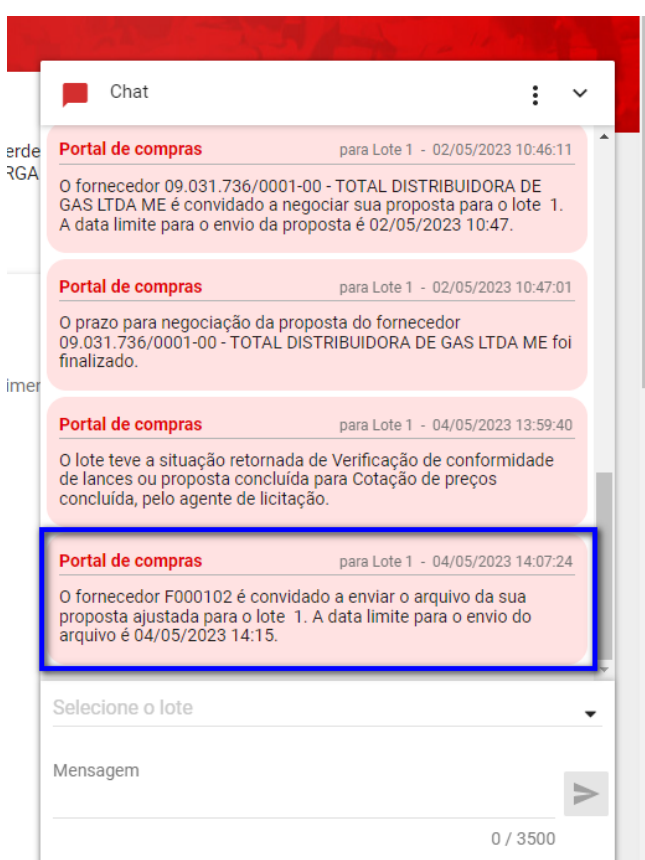 Chat
erde
RGA
Portal de compras para Lote 1 - 02/05/2023 10:46:11
O fornecedor 09.031.736/0001-00 - TOTAL DISTRIBUIDORA DE
GAS LTDA ME é convidado a negociar sua proposta para o lote 1.
A data limite para o envio da proposta é 02/05/2023 10:47.
Portal de compras para Lote 1 - 02/05/2023 10:47:01
O prazo para negociação da proposta do fornecedor
09.031.736/0001-00 - TOTAL DISTRIBUIDORA DE GAS LTDA ME foi
finalizado.
imer
Portal de compras para Lote 1 - 04/05/2023 13:59:40
O lote teve a situação retornada de Verificação de conformidade
de lances ou proposta concluída para Cotação de preços
concluída, pelo agente de licitação.
Portal de compras para Lote 1 - 04/05/2023 14:07:24
O fornecedor F000102 é convidado a enviar o arquivo da sua
proposta ajustada para o lote 1. A data limite para o envio do
arquivo é 04/05/2023 14:15.
Selecione o lote
Mensagem
0 / 3500